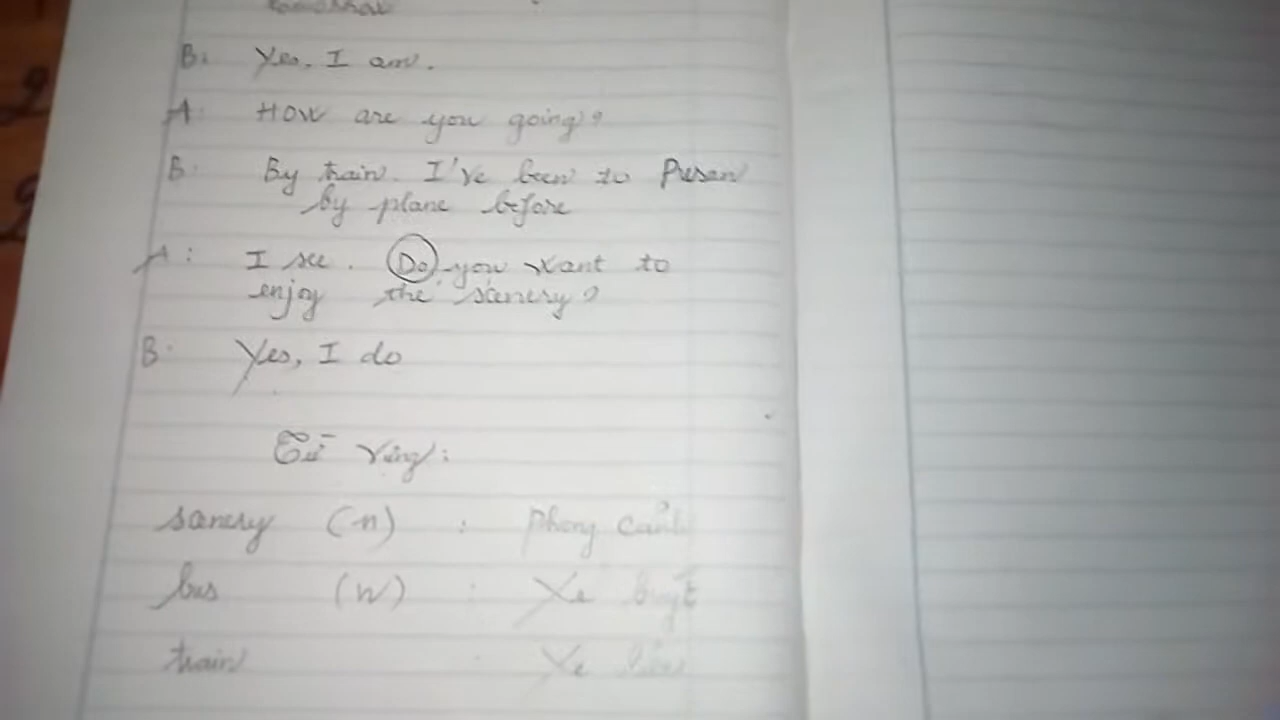 B: Yes, I am.
A: How are you going?
B: By train. I've been to Pusan
by plane before
A: I see. Do you want to
enjoy the scenery?
B: Yes, I do
Từ vựng:
scenery (n) : phong cảnh
bus (n) : Xe buýt
train : Xe lửa